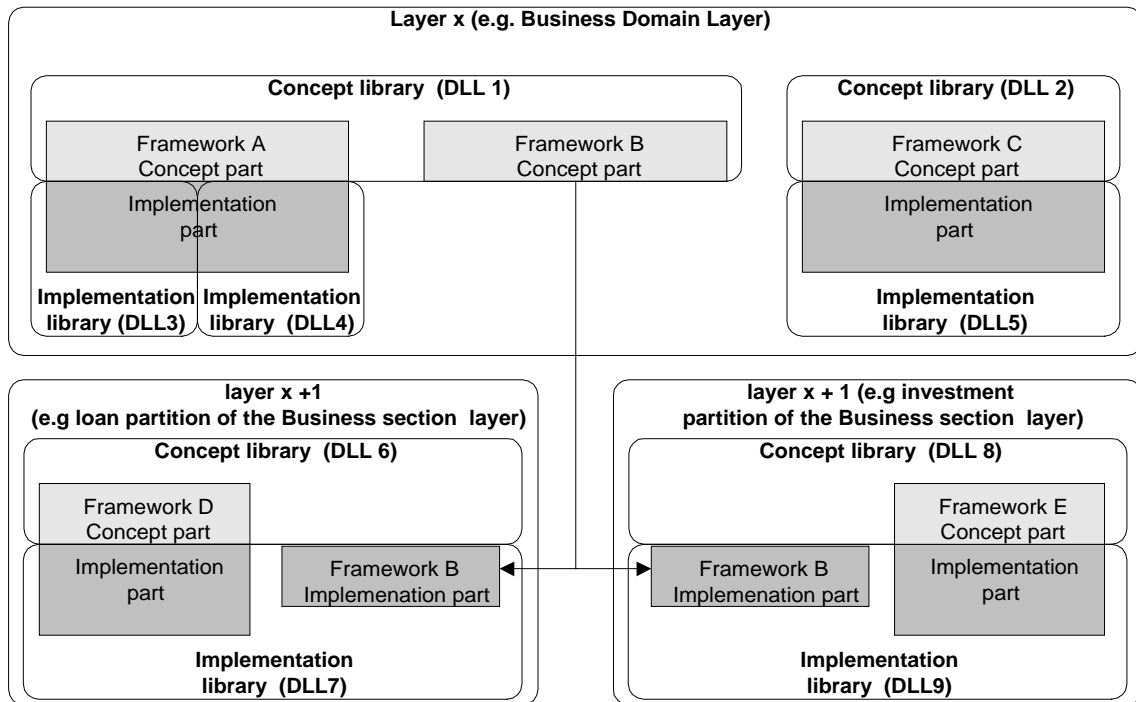 Layer x (e.g. Business Domain Layer)
Concept library (DLL 1)
Framework A
Concept part
Framework B
Concept part
Implementation
part
Implementation
library (DLL3)
Implementation
library (DLL4)
Concept library (DLL 2)
Framework C
Concept part
Implementation
part
Implementation
library (DLL5)
layer x +1
(e.g loan partition of the Business section layer)
Concept library (DLL 6)
Framework D
Concept part
Implementation
part
Framework B
Implemenation part
Implementation
library (DLL7)
layer x + 1 (e.g investment
partition of the Business section layer)
Concept library (DLL 8)
Framework E
Concept part
Framework B
Implemenation part
Implementation
part
Implementation
library (DLL9)